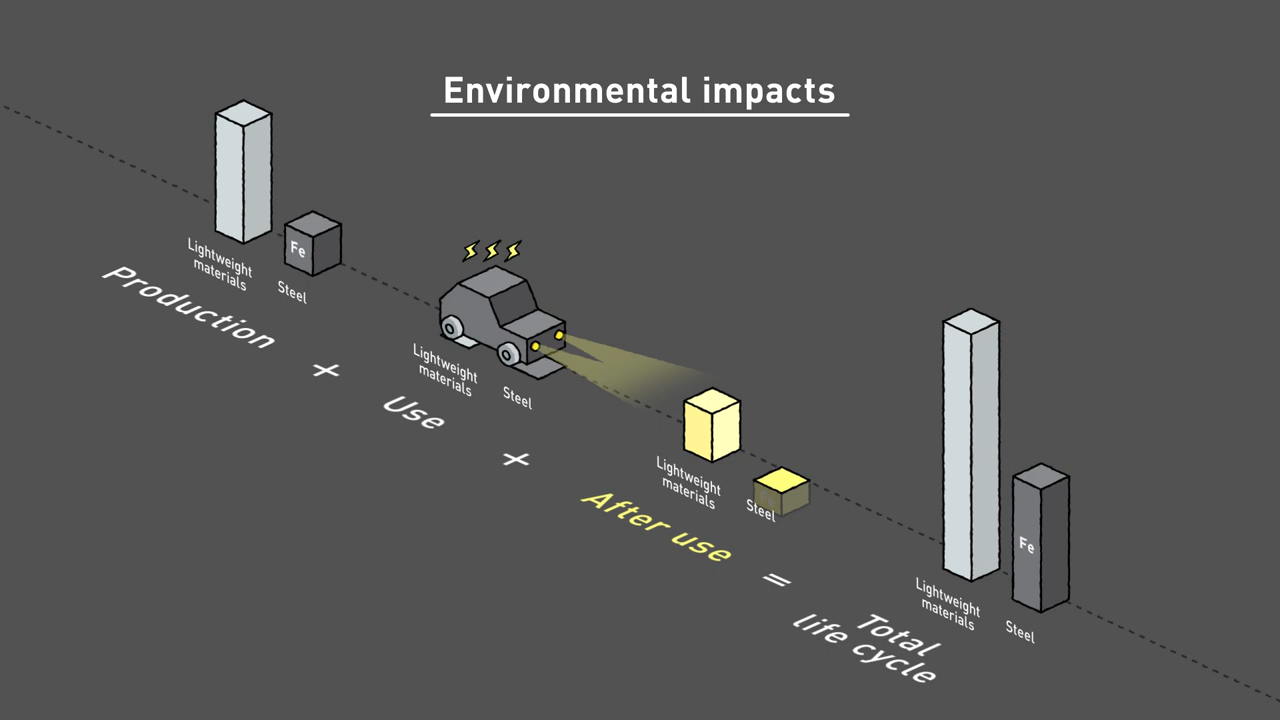 Environmental impacts
Fe
Lightweight
materials
Steel
Production
+
Lightweight
materials
Steel
Use
+
Lightweight
materials
Steel
After use
=
Fe
Lightweight
materials
Steel
Total
life cycle